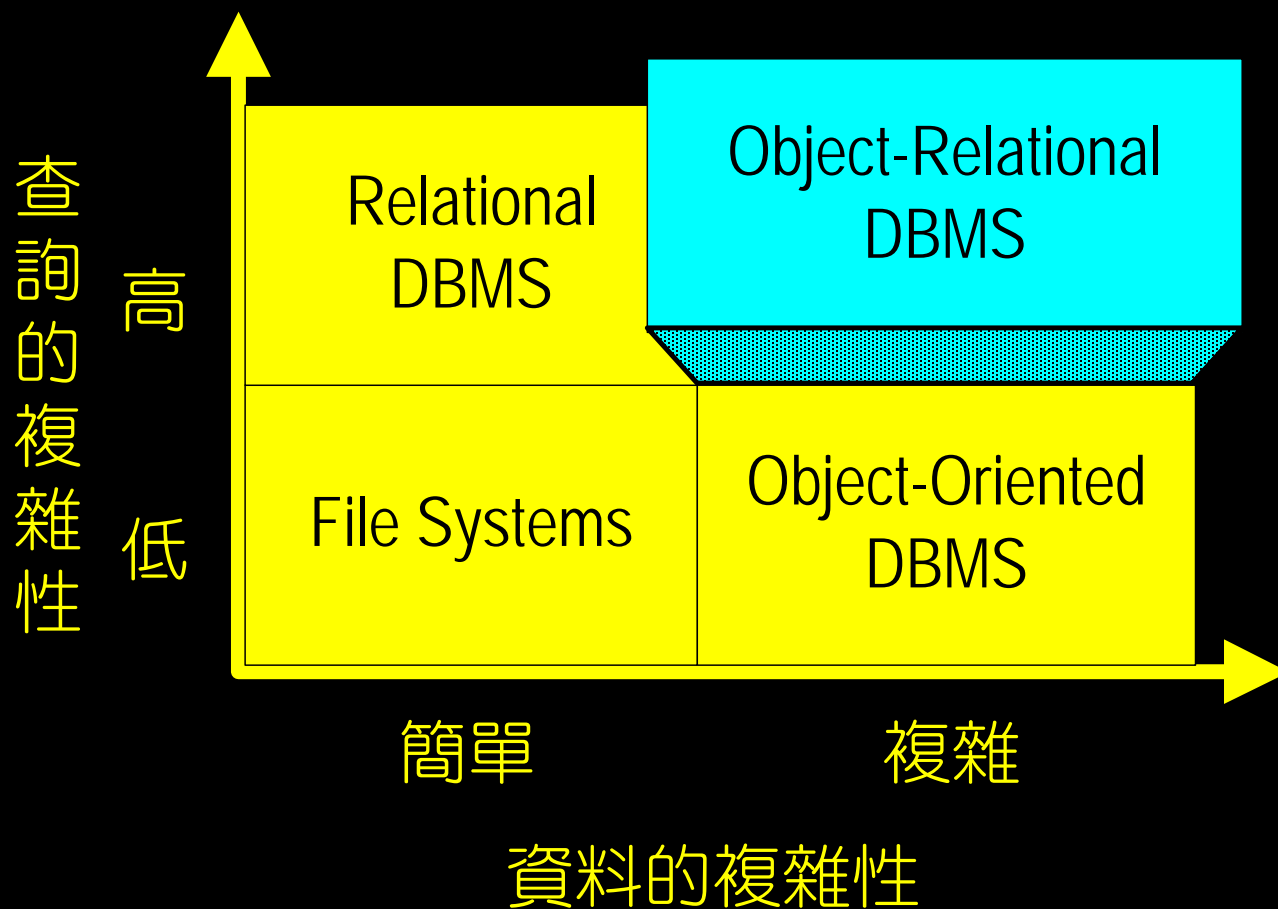 查詢的複雜性
高
低
Relational
DBMS
Object-Relational
DBMS
File Systems
Object-Oriented
DBMS
簡單
複雜
資料的複雜性